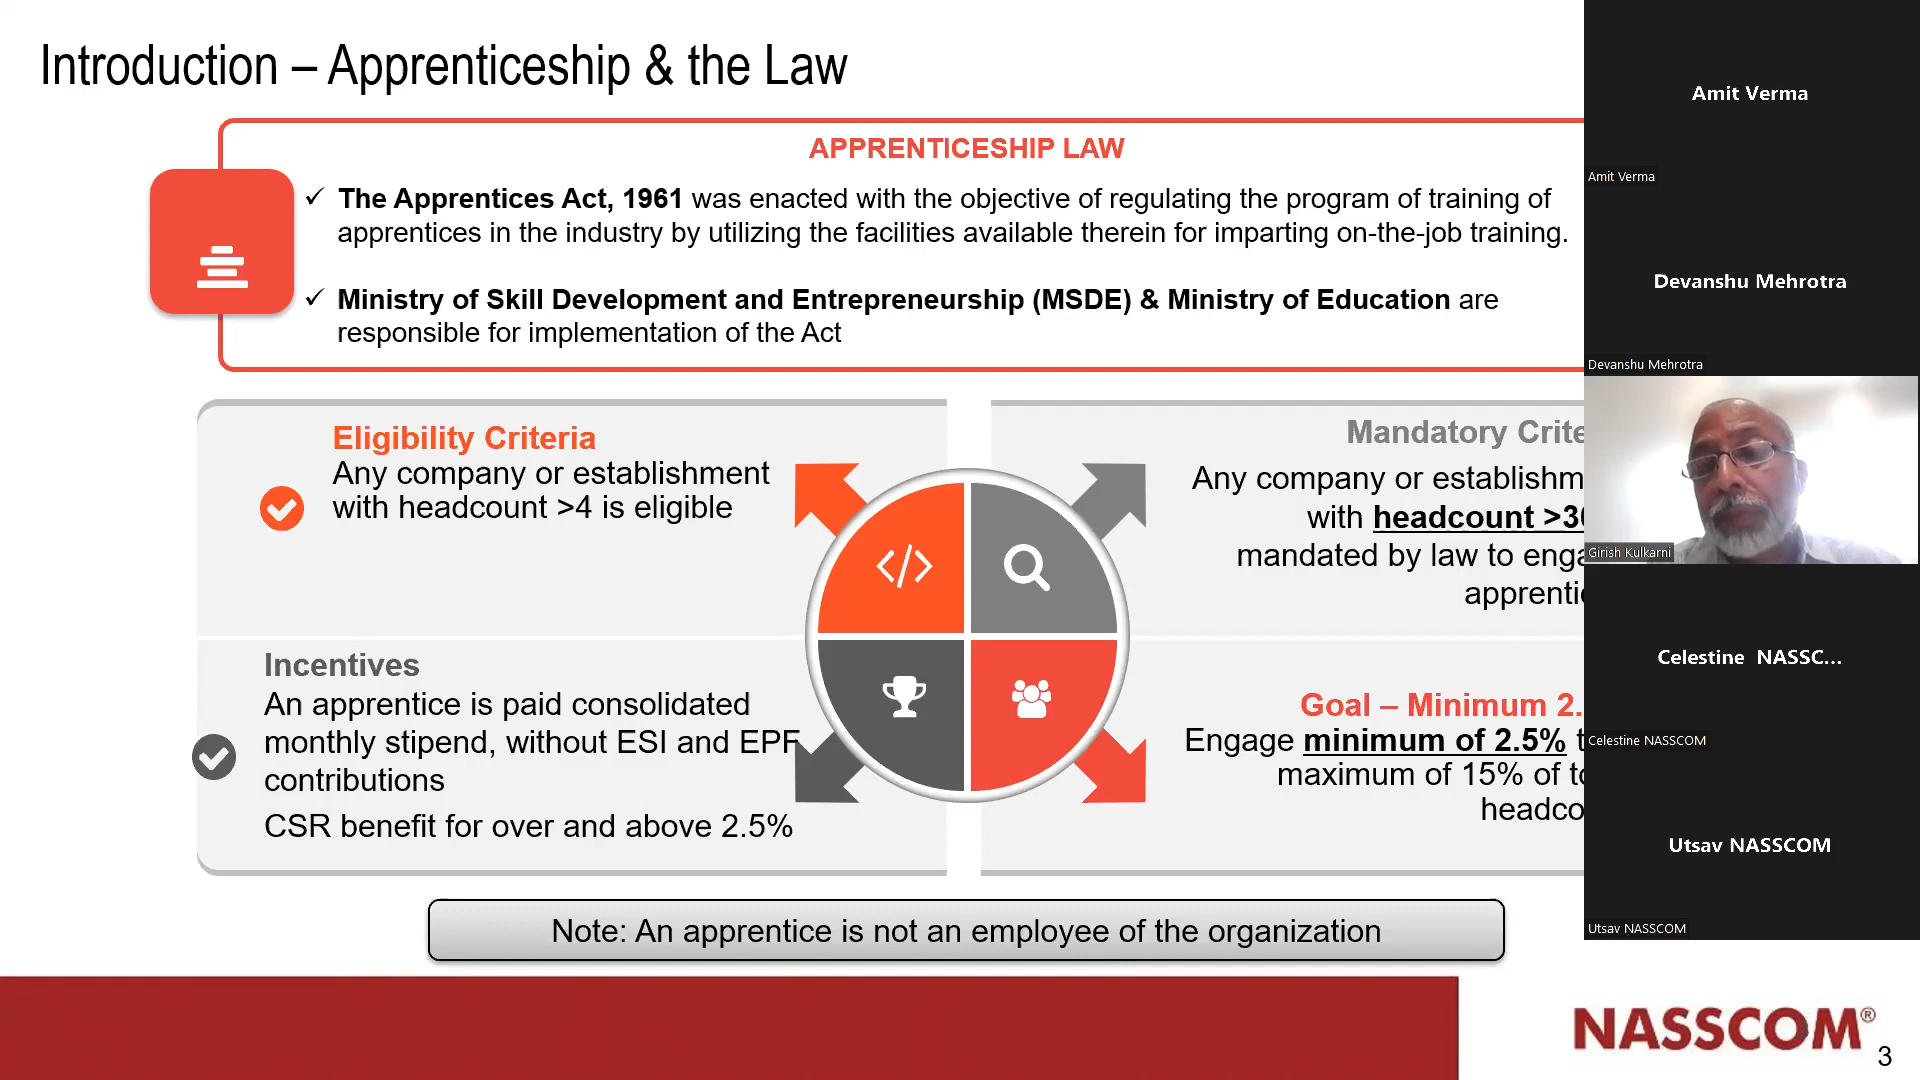 Introduction – Apprenticeship & the Law
APPRENTICESHIP LAW
✓ The Apprentices Act, 1961 was enacted with the objective of regulating the program of training of
apprentices in the industry by utilizing the facilities available therein for imparting on-the-job training.
✓ Ministry of Skill Development and Entrepreneurship (MSDE) & Ministry of Education are
responsible for implementation of the Act
Eligibility Criteria
Any company or establishment
with headcount >4 is eligible
Mandatory Crite
Any company or establishm
with headcount >3
mandated by law to enga
apprenti
Incentives
An apprentice is paid consolidated
monthly stipend, without ESI and EPF
contributions
CSR benefit for over and above 2.5%
Goal – Minimum 2.
Engage minimum of 2.5% t
maximum of 15% of to
headco
</>
Note: An apprentice is not an employee of the organization
NASSCOM®
3
Amit Verma
Amit Verma
Devanshu Mehrotra
Devanshu Mehrotra
Girish Kulkarni
Celestine NASSC...
Celestine NASSCOM
Utsav NASSCOM
Utsav NASSCOM